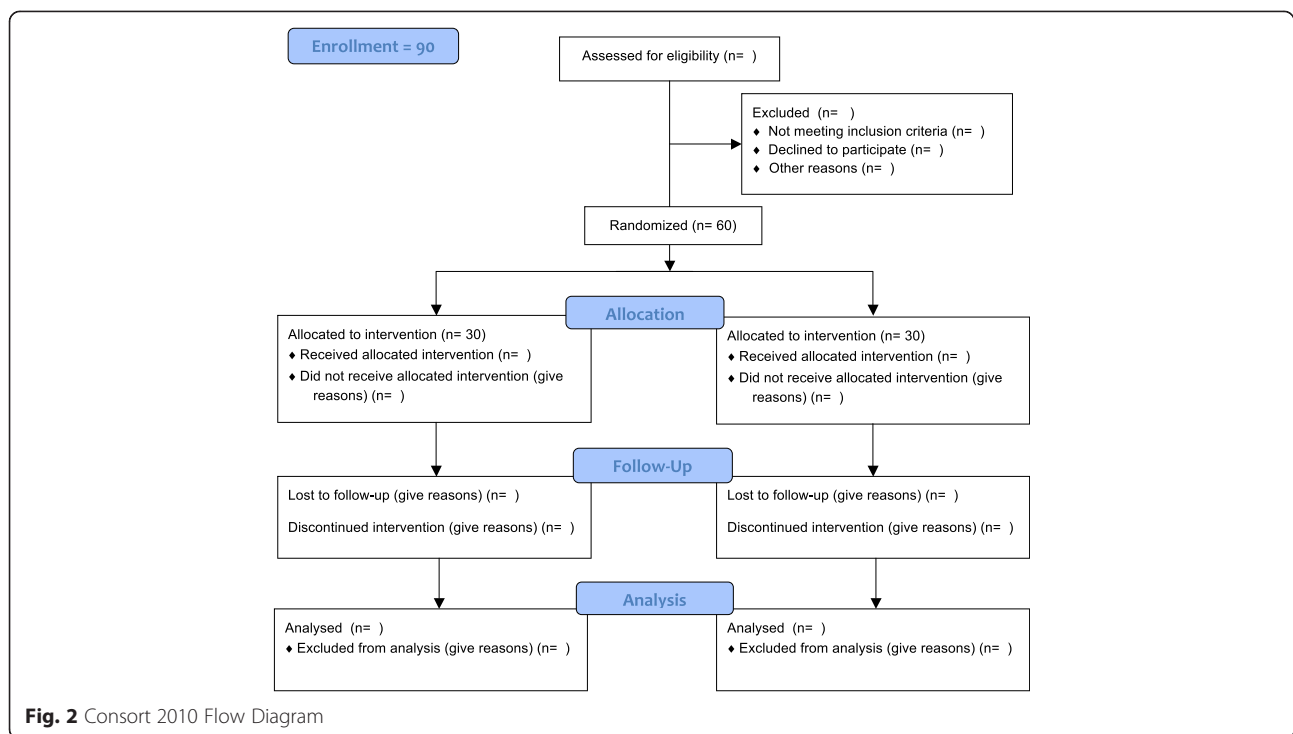 Enrollment = 90
Assessed for eligibility (n= )
Excluded (n= )
♦ Not meeting inclusion criteria (n= )
♦ Declined to participate (n= )
♦ Other reasons (n= )
Randomized (n= 60)
Allocation
Allocated to intervention (n= 30)
♦ Received allocated intervention (n= )
♦ Did not receive allocated intervention (give
reasons) (n= )
Allocated to intervention (n= 30)
♦ Received allocated intervention (n= )
♦ Did not receive allocated intervention (give
reasons) (n= )
Follow-Up
Lost to follow-up (give reasons) (n= )
Discontinued intervention (give reasons) (n= )
Lost to follow-up (give reasons) (n= )
Discontinued intervention (give reasons) (n= )
Analysis
Analysed (n= )
♦ Excluded from analysis (give reasons) (n= )
Analysed (n= )
♦ Excluded from analysis (give reasons) (n= )
Fig. 2 Consort 2010 Flow Diagram